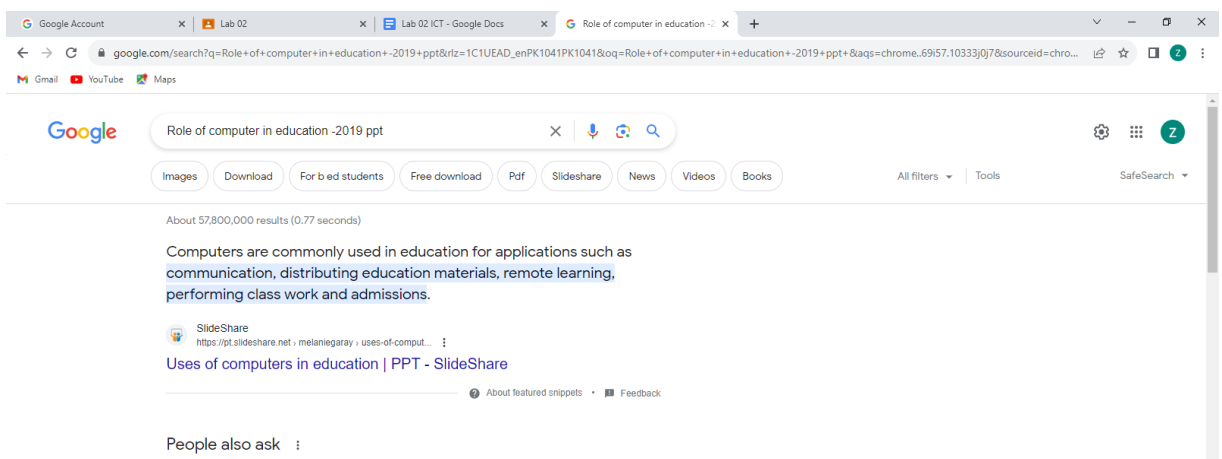 Google Account
Lab 02
Lab 02 ICT - Google Docs
Role of computer in education -2
google.com/search?q=Role+of+computer+in+education+-2019+ppt&rlz=1C1UEAD_enPK1041PK1041&oq=Role+of+computer+in+education+-2019+ppt+&aqs=chrome..69i57.10333j0j7&sourceid=chro...
Z
Gmail
YouTube
Maps
Google
Role of computer in education -2019 ppt
Z
Images
Download
For b ed students
Free download
Pdf
Slideshare
News
Videos
Books
All filters
Tools
SafeSearch
About 57,800,000 results (0.77 seconds)
Computers are commonly used in education for applications such as
communication, distributing education materials, remote learning,
performing class work and admissions.
SlideShare
https://pt.slideshare.net › melaniegaray › uses-of-comput...
Uses of computers in education | PPT - SlideShare
About featured snippets • Feedback
People also ask